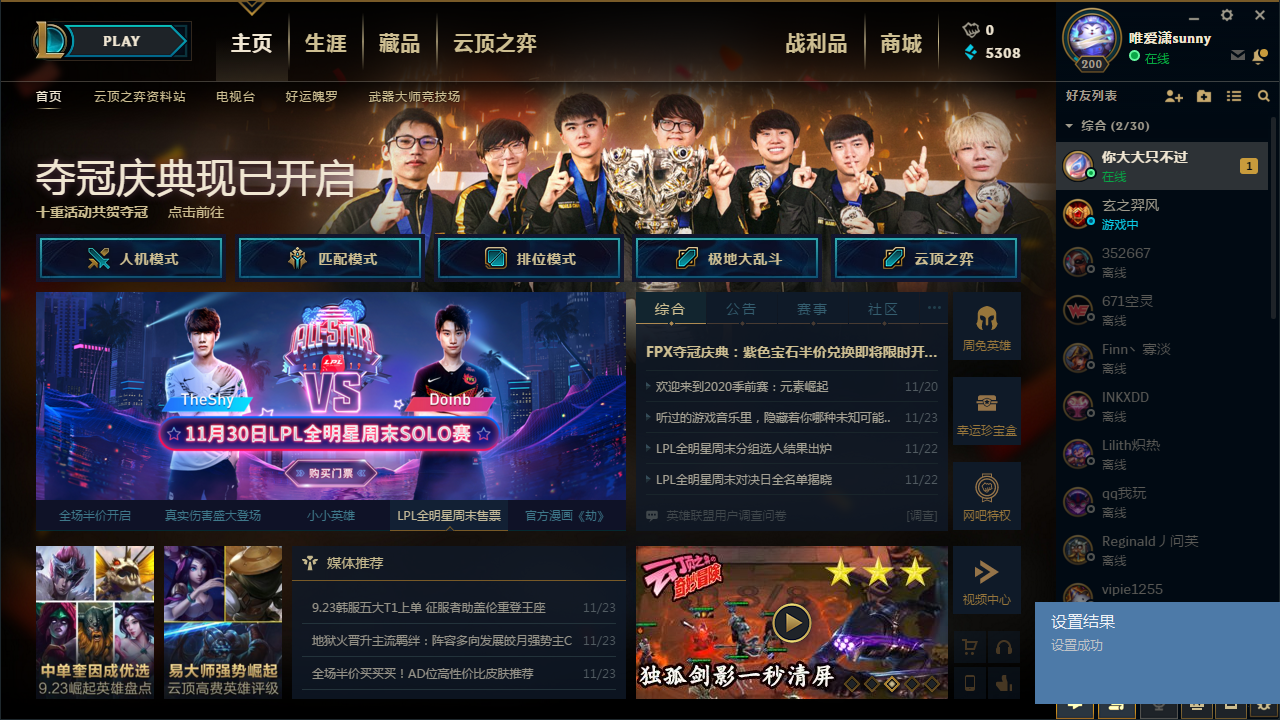 PLAY
主页
生涯
藏品
云顶之弈
战利品
商城
0
5308
200
唯爱潇sunny
在线
首页
云顶之弈资料站
电视台
好运魄罗
武器大师竞技场
好友列表
综合 (2/30)
你大大只不过
在线
1
玄之羿风
游戏中
352667
离线
671空灵
离线
Finn丶 寡淡
离线
INKXDD
离线
Lilith炽热
离线
qq我玩
离线
Reginald丿问芙
离线
vipie1255
夺冠庆典现已开启
十重活动共贺夺冠
点击前往
人机模式
匹配模式
排位模式
极地大乱斗
云顶之弈
ALL-STAR
LPL
VS
TheShy
Doinb
11月30日LPL全明星周末SOLO赛
购买门票
全场半价开启
真实伤害盛大登场
小小英雄
LPL全明星周末售票
官方漫画《劫》
综合
公告
赛事
社区
···
FPX夺冠庆典：紫色宝石半价兑换即将限时开...
欢迎来到2020季前赛：元素崛起 11/20
听过的游戏音乐里，隐藏着你哪种未知可能.. 11/23
LPL全明星周末分组选人结果出炉 11/22
LPL全明星周末对决日全名单揭晓 11/22
英雄联盟用户调查问卷 [调查]
周免英雄
幸运珍宝盒
网吧特权
视频中心
中单奎因成优选
9.23崛起英雄盘点
易大师强势崛起
云顶高费英雄评级
媒体推荐
9.23韩服五大T1上单 征服者助盖伦重登王座 11/23
地狱火晋升主流羁绊：阵容多向发展皎月强势主C 11/23
全场半价买买买！AD位高性价比皮肤推荐 11/23
云顶之弈
奇妙冒险
独孤剑影一秒清屏
设置结果
设置成功